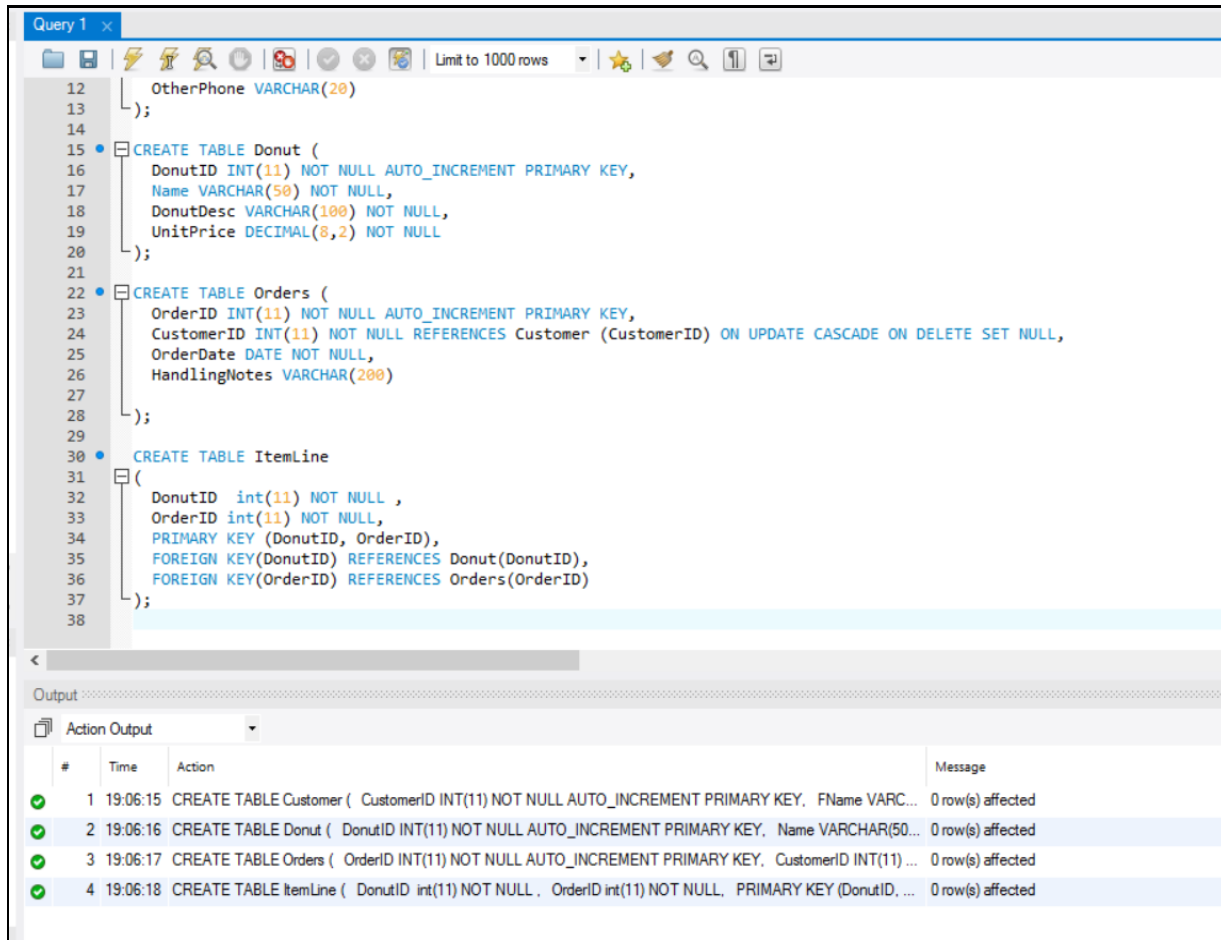 Query 1
Limit to 1000 rows
12 OtherPhone VARCHAR(20)
13 );
14
15 CREATE TABLE Donut (
16 DonutID INT(11) NOT NULL AUTO_INCREMENT PRIMARY KEY,
17 Name VARCHAR(50) NOT NULL,
18 DonutDesc VARCHAR(100) NOT NULL,
19 UnitPrice DECIMAL(8,2) NOT NULL
20 );
21
22 CREATE TABLE Orders (
23 OrderID INT(11) NOT NULL AUTO_INCREMENT PRIMARY KEY,
24 CustomerID INT(11) NOT NULL REFERENCES Customer (CustomerID) ON UPDATE CASCADE ON DELETE SET NULL,
25 OrderDate DATE NOT NULL,
26 HandlingNotes VARCHAR(200)
27
28 );
29
30 CREATE TABLE ItemLine
31 (
32 DonutID  int(11) NOT NULL ,
33 OrderID int(11) NOT NULL,
34 PRIMARY KEY (DonutID, OrderID),
35 FOREIGN KEY(DonutID) REFERENCES Donut(DonutID),
36 FOREIGN KEY(OrderID) REFERENCES Orders(OrderID)
37 );
38
Output
Action Output
# Time Action Message
1 19:06:15 CREATE TABLE Customer ( CustomerID INT(11) NOT NULL AUTO_INCREMENT PRIMARY KEY, FName VARC... 0 row(s) affected
2 19:06:16 CREATE TABLE Donut ( DonutID INT(11) NOT NULL AUTO_INCREMENT PRIMARY KEY, Name VARCHAR(50... 0 row(s) affected
3 19:06:17 CREATE TABLE Orders ( OrderID INT(11) NOT NULL AUTO_INCREMENT PRIMARY KEY, CustomerID INT(11) ... 0 row(s) affected
4 19:06:18 CREATE TABLE ItemLine ( DonutID int(11) NOT NULL , OrderID int(11) NOT NULL, PRIMARY KEY (DonutID, ... 0 row(s) affected